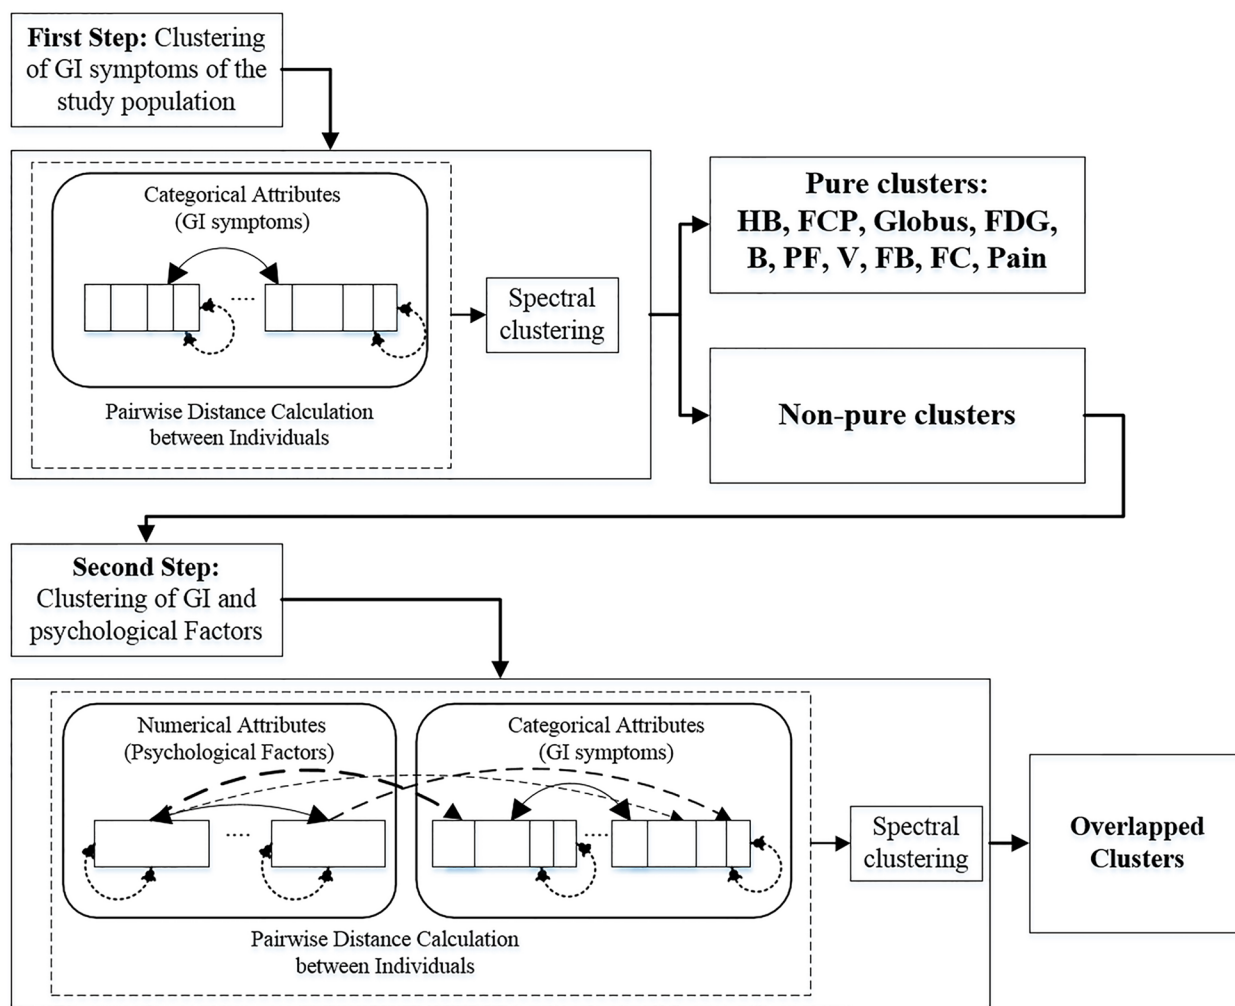 First Step: Clustering
of GI symptoms of the
study population
Categorical Attributes
(GI symptoms)
....
Pairwise Distance Calculation
between Individuals
Spectral
clustering
Pure clusters:
HB, FCP, Globus, FDG,
B, PF, V, FB, FC, Pain
Non-pure clusters
Second Step:
Clustering of GI and
psychological Factors
Numerical Attributes
(Psychological Factors)
....
Categorical Attributes
(GI symptoms)
....
Pairwise Distance Calculation
between Individuals
Spectral
clustering
Overlapped
Clusters